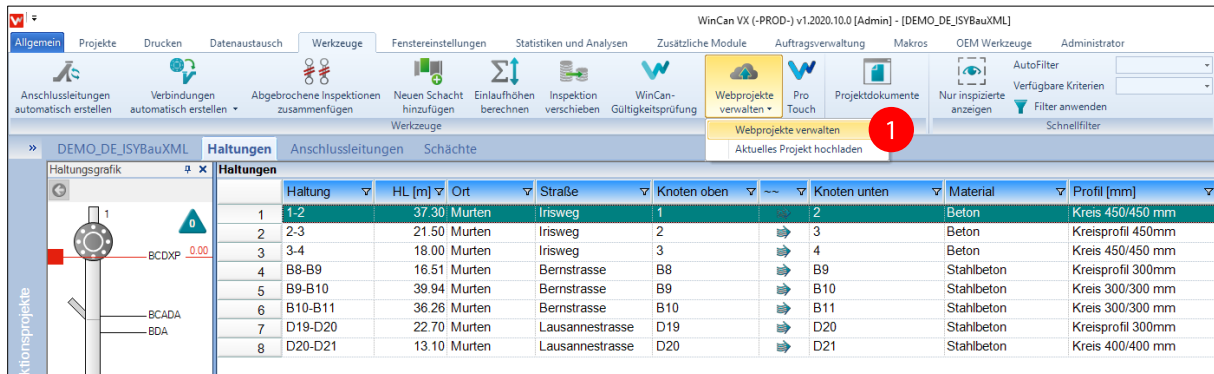 WinCan VX (-PROD-) v1.2020.10.0 [Admin] - [DEMO_DE_ISYBauXML]
Allgemein Projekte Drucken Datenaustausch Werkzeuge Fenstereinstellungen Statistiken und Analysen Zusätzliche Module Auftragsverwaltung Makros OEM Werkzeuge Administrator
Anschlussleitungen automatisch erstellen
Verbindungen automatisch erstellen
Abgebrochene Inspektionen zusammenfügen
Neuen Schacht hinzufügen
Einlaufhöhen berechnen
Inspektion verschieben
WinCan-Gültigkeitsprüfung
Webprojekte verwalten
Pro Touch
Projektdokumente
Nur inspizierte anzeigen
AutoFilter
Verfügbare Kriterien
Filter anwenden
Werkzeuge
Schnellfilter
Webprojekte verwalten
1
Aktuelles Projekt hochladen
» DEMO_DE_ISYBauXML Haltungen Anschlussleitungen Schächte
Haltungsgrafik
Haltungen
Haltung HL [m] Ort Straße Knoten oben ~~ Knoten unten Material Profil [mm]
1 1-2 37.30 Murten Irisweg 1 2 Beton Kreis 450/450 mm
2 2-3 21.50 Murten Irisweg 2 3 Beton Kreisprofil 450mm
3 3-4 18.00 Murten Irisweg 3 4 Beton Kreis 450/450 mm
4 B8-B9 16.51 Murten Bernstrasse B8 B9 Stahlbeton Kreisprofil 300mm
5 B9-B10 39.94 Murten Bernstrasse B9 B10 Stahlbeton Kreis 300/300 mm
6 B10-B11 36.26 Murten Bernstrasse B10 B11 Stahlbeton Kreis 300/300 mm
7 D19-D20 22.70 Murten Lausannestrasse D19 D20 Stahlbeton Kreisprofil 300mm
8 D20-D21 13.10 Murten Lausannestrasse D20 D21 Stahlbeton Kreis 400/400 mm
1
0
BCDXP 0.00
BCADA
BDA
ktionsprojekte